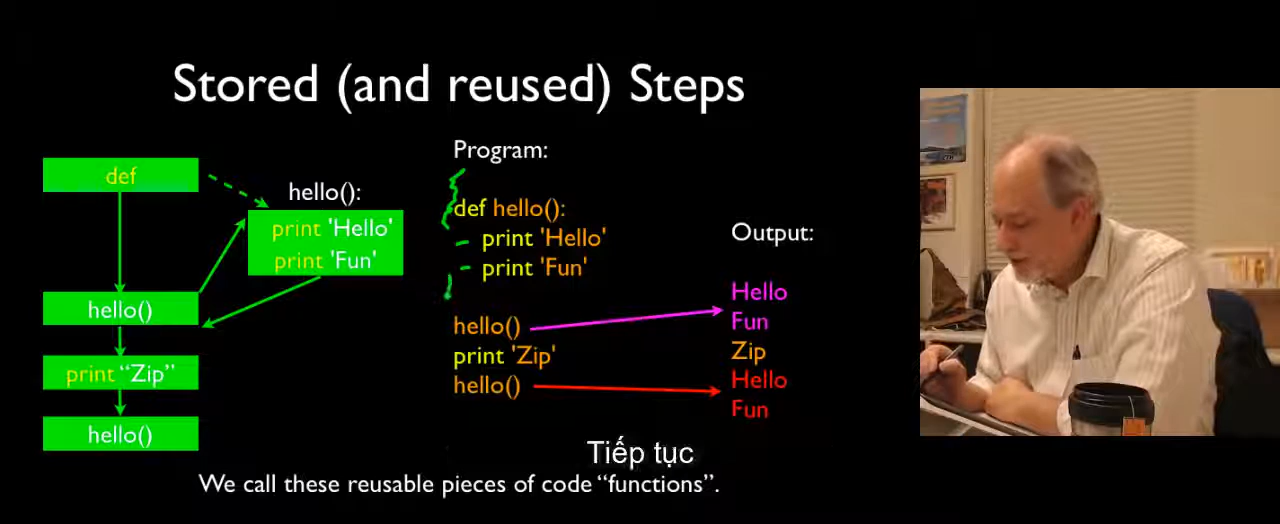 Stored (and reused) Steps
def
hello():
print 'Hello'
print 'Fun'
hello()
print “Zip”
hello()
Program:
def hello():
print 'Hello'
print 'Fun'
hello()
print 'Zip'
hello()
Output:
Hello
Fun
Zip
Hello
Fun
Tiếp tục
We call these reusable pieces of code “functions”.